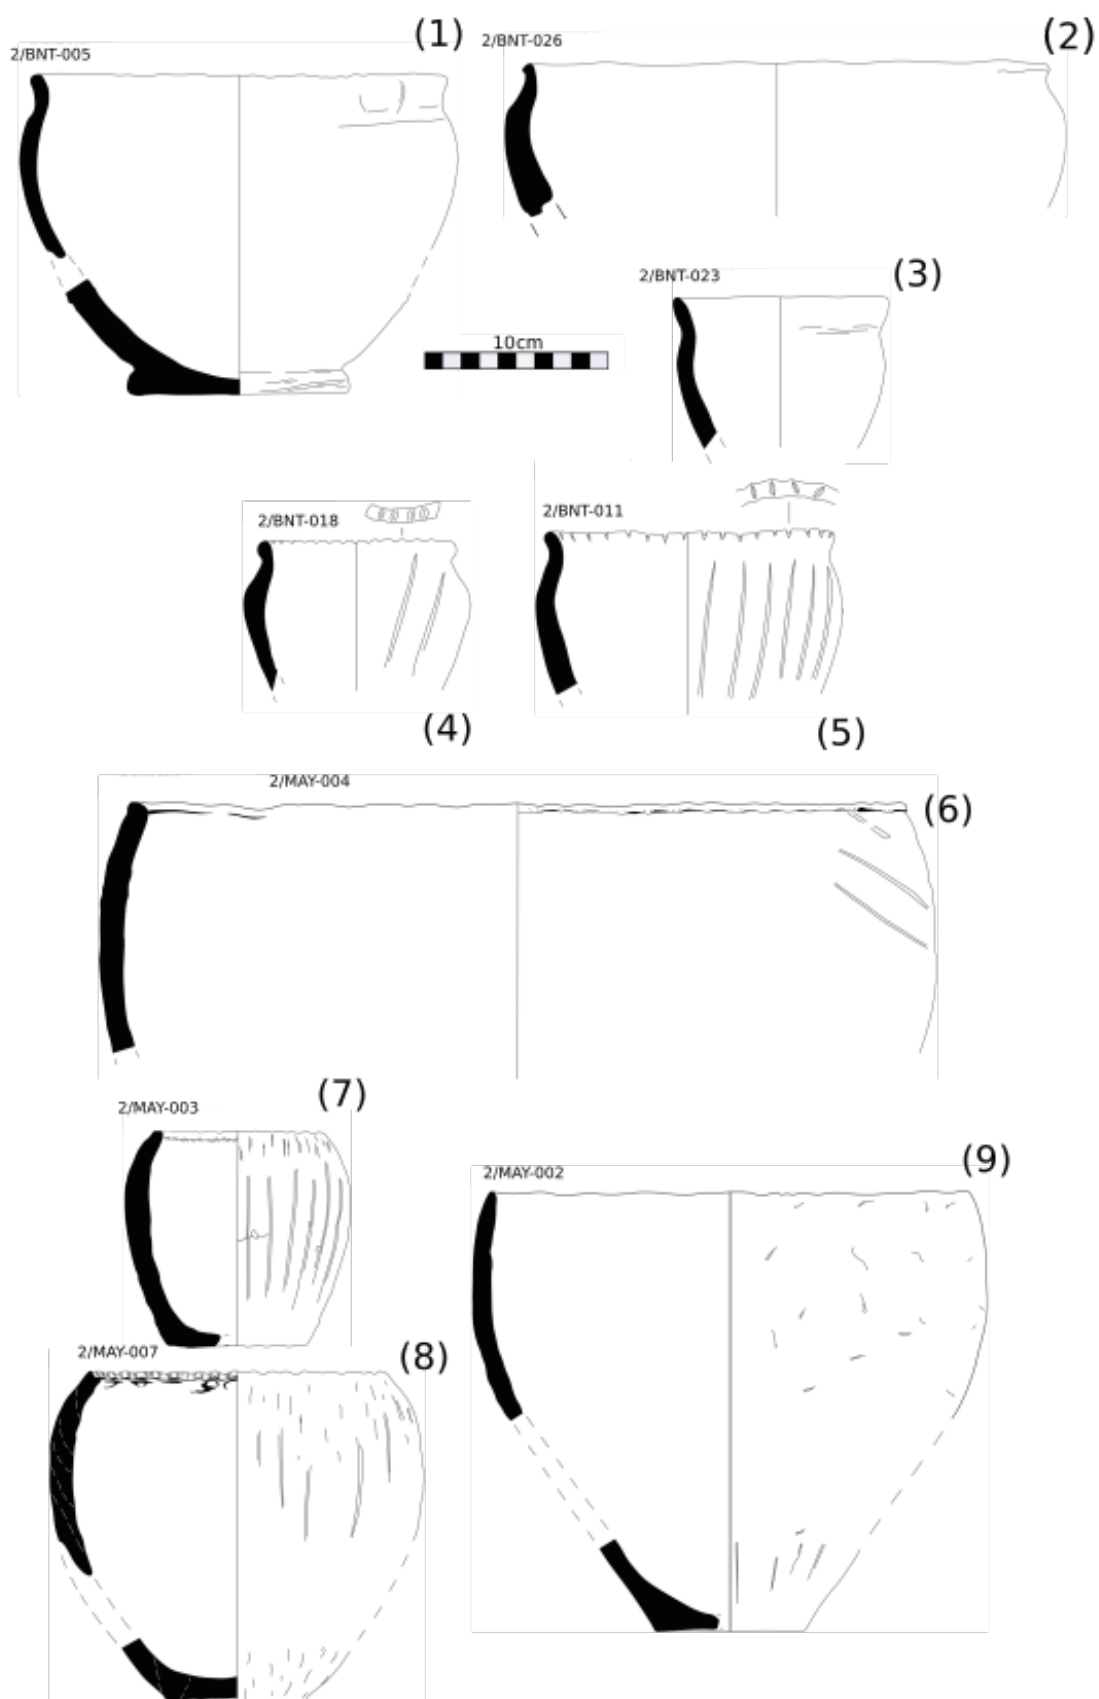 (1)
2/BNT-005
(2)
2/BNT-026
2/BNT-023
(3)
10cm
2/BNT-018
2/BNT-011
(4)
(5)
2/MAY-004
(6)
(7)
2/MAY-003
(9)
2/MAY-002
2/MAY-007
(8)